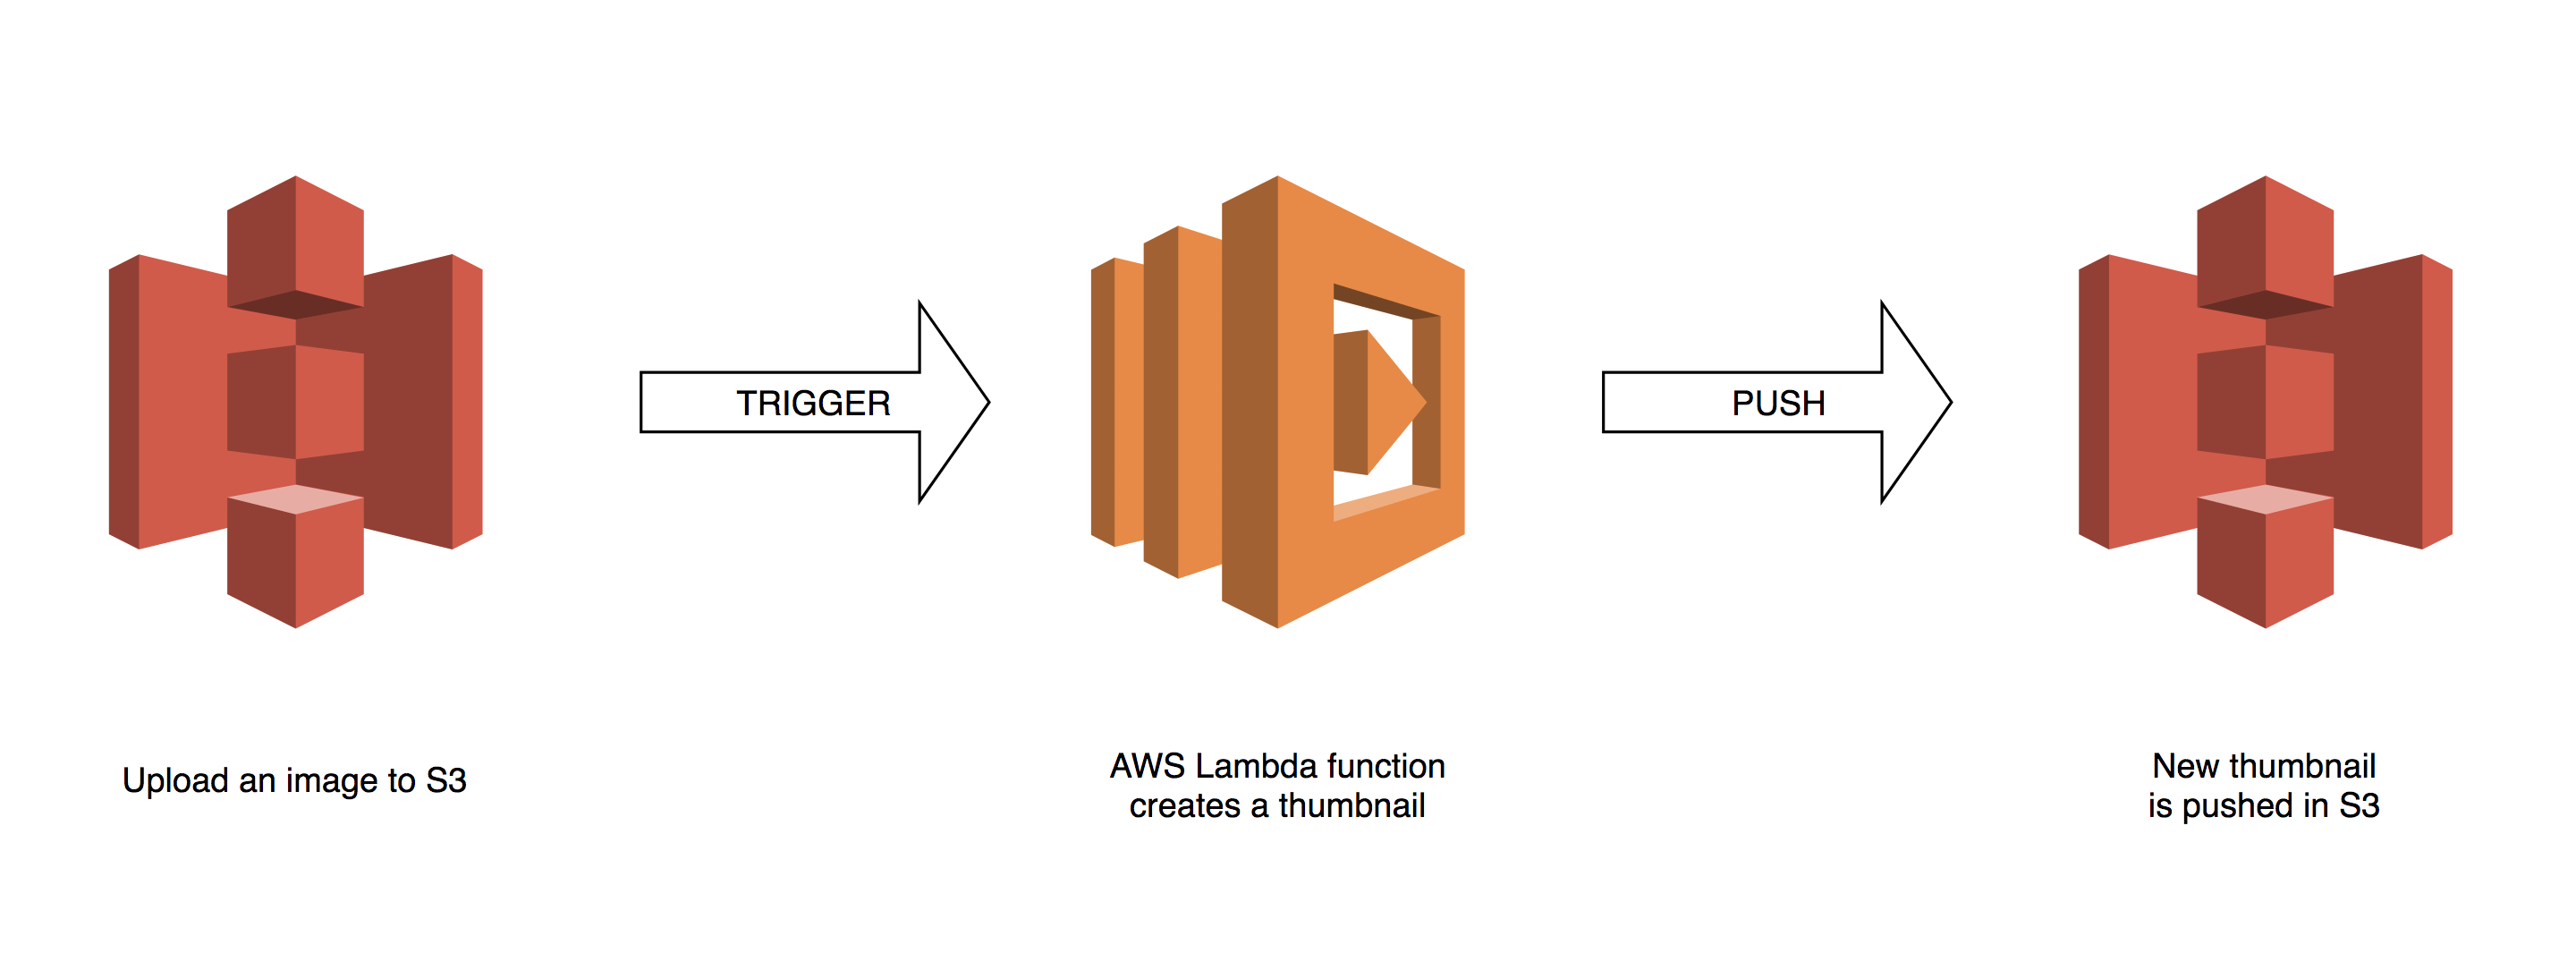 TRIGGER
PUSH
Upload an image to S3
AWS Lambda function
creates a thumbnail
New thumbnail
is pushed in S3